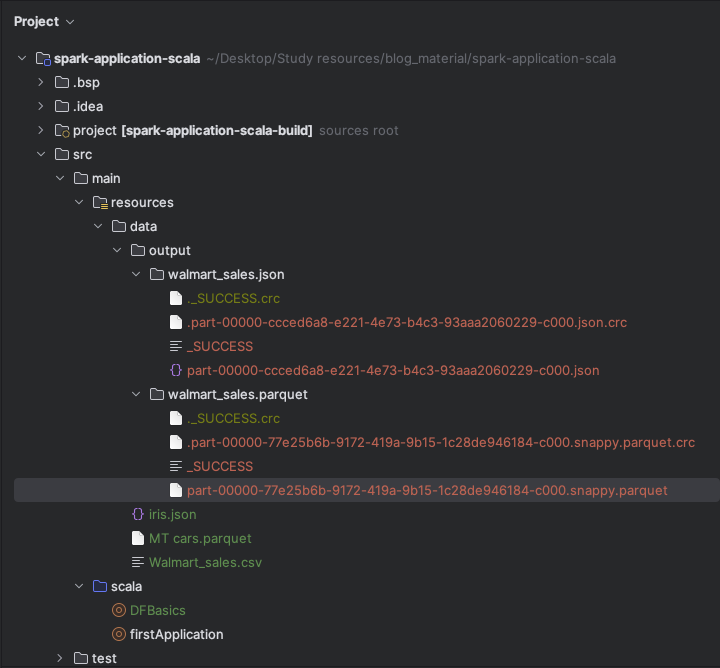 Project
spark-application-scala ~/Desktop/Study resources/blog_material/spark-application-scala
.bsp
.idea
project [spark-application-scala-build] sources root
src
main
resources
data
output
walmart_sales.json
._SUCCESS.crc
.part-00000-ccced6a8-e221-4e73-b4c3-93aaa2060229-c000.json.crc
_SUCCESS
part-00000-ccced6a8-e221-4e73-b4c3-93aaa2060229-c000.json
walmart_sales.parquet
._SUCCESS.crc
.part-00000-77e25b6b-9172-419a-9b15-1c28de946184-c000.snappy.parquet.crc
_SUCCESS
part-00000-77e25b6b-9172-419a-9b15-1c28de946184-c000.snappy.parquet
iris.json
MT cars.parquet
Walmart_sales.csv
scala
DFBasics
firstApplication
test